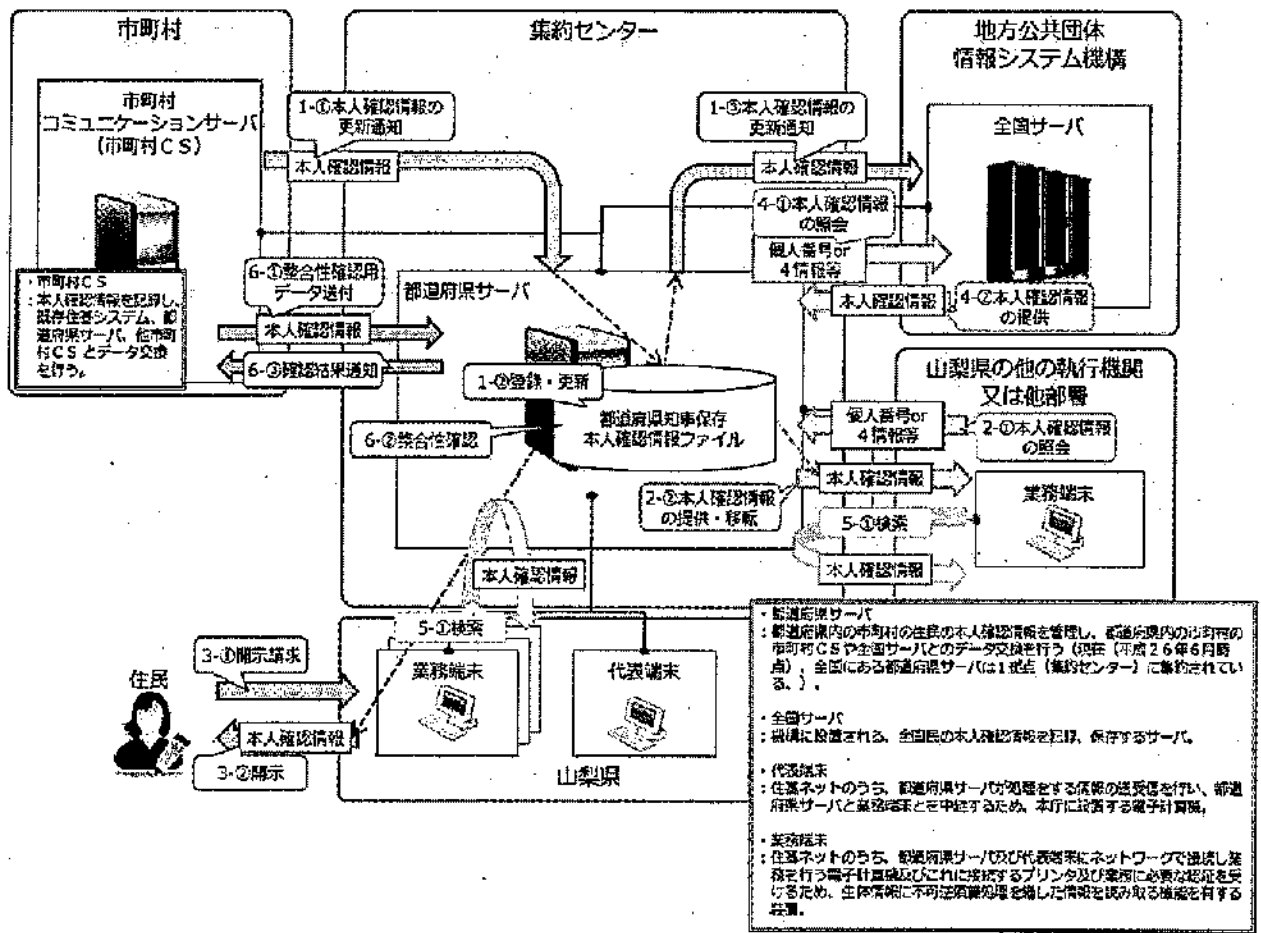 市町村
集約センター
地方公共団体
情報システム機構
市町村
コミュニケーションサーバ
(市町村CS)
1-①本人確認情報の
更新通知
本人確認情報
1-③本人確認情報の
更新通知
本人確認情報
全国サーバ
4-①本人確認情報
の照会
個人番号or
4情報等
本人確認情報
4-②本人確認情報
の提供
・市町村CS
：本人確認情報を記録し、
既存住基システム、都
道府県サーバ、他市町
村CSとデータ交換
を行う。
6-①整合性確認用
データ送付
本人確認情報
6-③確認結果通知
都道府県サーバ
1-②登録・更新
都道府県知事保存
本人確認情報ファイル
6-②整合性確認
山梨県の他の執行機関
又は他部署
個人番号or
4情報等
2-①本人確認情報
の照会
本人確認情報
2-②本人確認情報
の提供・移転
業務端末
5-①検索
本人確認情報
本人確認情報
5-①検索
業務端末
代表端末
山梨県
住民
3-①開示請求
本人確認情報
3-②開示
・都道府県サーバ
：都道府県内の市町村の住民の本人確認情報を管理し、都道府県内の市町村の
市町村CSや全国サーバとのデータ交換を行う（現在（平成26年6月時
点）、全国にある都道府県サーバは1拠点（集約センター）に集約されてい
る。）。
・全国サーバ
：機構に設置される、全国民の本人確認情報を記録、保存するサーバ。
・代表端末
：住基ネットのうち、都道府県サーバが処理をする情報の送受信を行い、都道
府県サーバと業務端末とを中継するため、本庁に設置する電子計算機。
・業務端末
：住基ネットのうち、都道府県サーバ及び代表端末にネットワークで接続し業
務を行う電子計算機及びこれに接続するプリンタ及び業務に必要な認証を受
けるため、生体情報に不可逆演算処理を施した情報を読み取る機能を有する
装置。